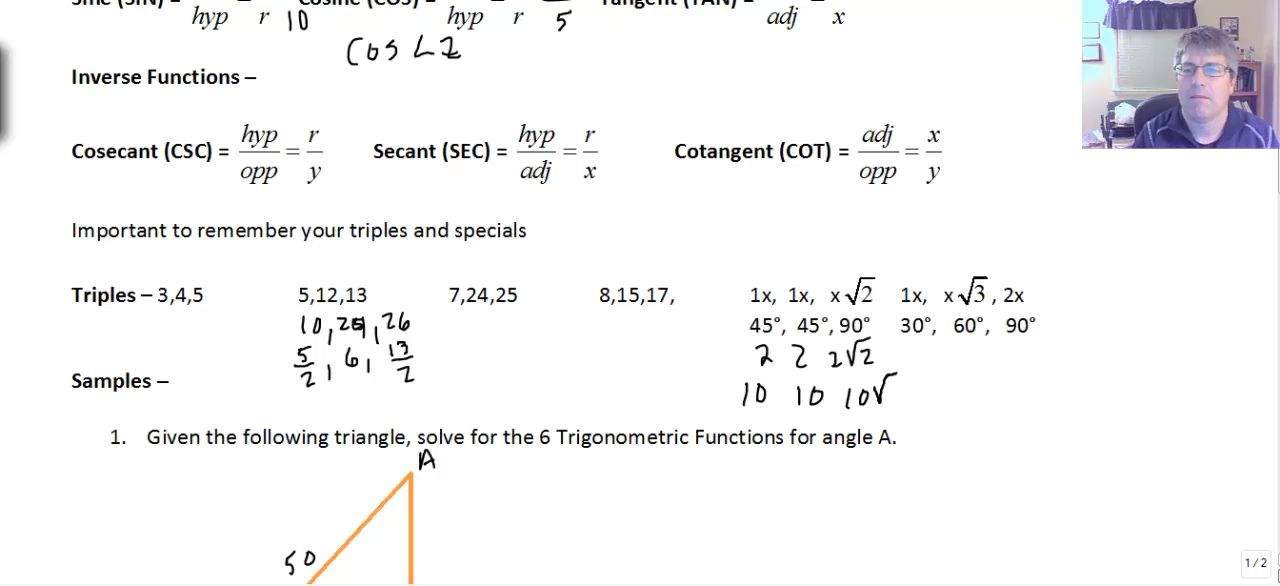 Sine (SIN) = hyp r 10 Cosine (COS) = hyp r 5 Tangent (TAN) = adj x
Cos ∠2
Inverse Functions –
Cosecant (CSC) = hyp/opp = r/y Secant (SEC) = hyp/adj = r/x Cotangent (COT) = adj/opp = x/y
Important to remember your triples and specials
Triples – 3,4,5 5,12,13 7,24,25 8,15,17, 1x, 1x, x√2 1x, x√3, 2x
10, 24, 26 45°, 45°, 90° 30°, 60°, 90°
5/2, 6, 13/2 2 2 2√2
Samples – 10 10 10√
1. Given the following triangle, solve for the 6 Trigonometric Functions for angle A.
A
50
1 / 2